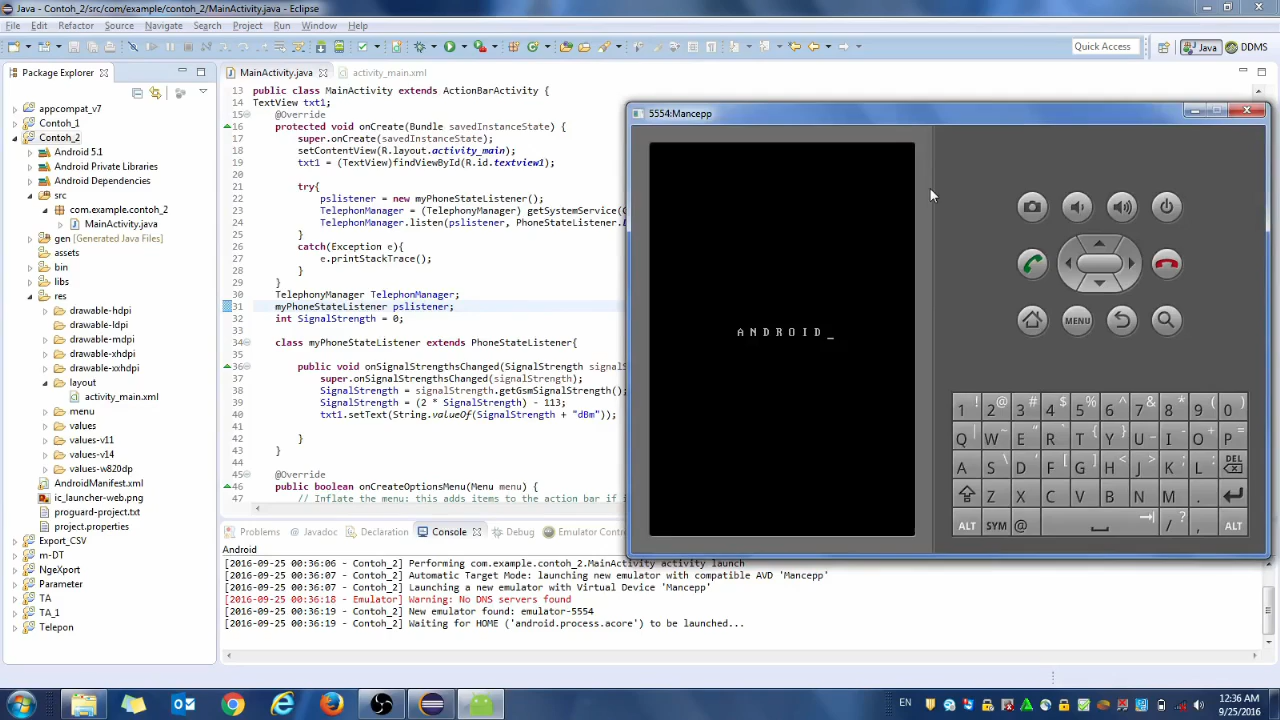 Java - Contoh_2/src/com/example/contoh_2/MainActivity.java - Eclipse
File Edit Refactor Source Navigate Search Project Run Window Help
Quick Access
Java
DDMS
Package Explorer
appcompat_v7
Contoh_1
Contoh_2
Android 5.1
Android Private Libraries
Android Dependencies
src
com.example.contoh_2
MainActivity.java
gen [Generated Java Files]
assets
bin
libs
res
drawable-hdpi
drawable-ldpi
drawable-mdpi
drawable-xhdpi
drawable-xxhdpi
layout
activity_main.xml
menu
values
values-v11
values-v14
values-w820dp
AndroidManifest.xml
ic_launcher-web.png
proguard-project.txt
project.properties
Export_CSV
m-DT
NgeXport
Parameter
TA
TA_1
Telepon
MainActivity.java
activity_main.xml
13 public class MainActivity extends ActionBarActivity {
14 TextView txt1;
15 @Override
16 protected void onCreate(Bundle savedInstanceState) {
17 super.onCreate(savedInstanceState);
18 setContentView(R.layout.activity_main);
19 txt1 = (TextView)findViewById(R.id.textview1);
20
21 try{
22 pslistener = new myPhoneStateListener();
23 TelephonManager = (TelephonyManager) getSystemService(
24 TelephonManager.listen(pslistener, PhoneStateListener.
25 }
26 catch(Exception e){
27 e.printStackTrace();
28 }
29 }
30 TelephonyManager TelephonManager;
31 myPhoneStateListener pslistener;
32 int SignalStrength = 0;
33
34 class myPhoneStateListener extends PhoneStateListener{
35
36 public void onSignalStrengthsChanged(SignalStrength signalS
37 super.onSignalStrengthsChanged(signalStrength);
38 SignalStrength = signalStrength.getGsmSignalStrength();
39 SignalStrength = (2 * SignalStrength) - 113;
40 txt1.setText(String.valueOf(SignalStrength + "dBm"));
41
42 }
43 }
44
45 @Override
46 public boolean onCreateOptionsMenu(Menu menu) {
47 // Inflate the menu; this adds items to the action bar if i
5554:Mancepp
ANDROID_
MENU
1 ! 2 @ 3 # 4 $ 5 % 6 ^ 7 & 8 * 9 ( 0 )
Q W ~ E " R ` T { Y } U _ I - O + P =
A S \ D ' F [ G ] H < J > K ; L : DEL
Z X C V B N M .
ALT SYM @ / ? , ALT
Problems Javadoc Declaration Console Debug Emulator Contr
Android
[2016-09-25 00:36:06 - Contoh_2] Performing com.example.contoh_2.MainActivity activity launch
[2016-09-25 00:36:07 - Contoh_2] Automatic Target Mode: launching new emulator with compatible AVD 'Mancepp'
[2016-09-25 00:36:07 - Contoh_2] Launching a new emulator with Virtual Device 'Mancepp'
[2016-09-25 00:36:18 - Emulator] Warning: No DNS servers found
[2016-09-25 00:36:19 - Contoh_2] New emulator found: emulator-5554
[2016-09-25 00:36:19 - Contoh_2] Waiting for HOME ('android.process.acore') to be launched...
EN
12:36 AM
9/25/2016